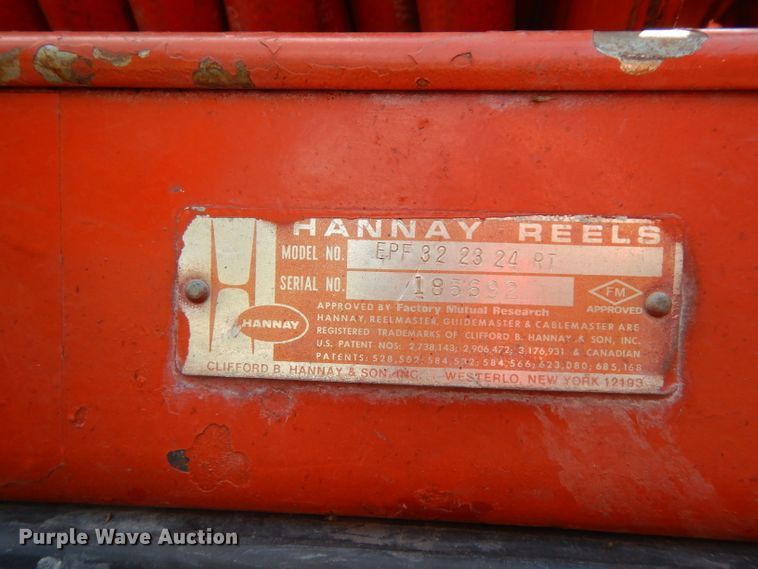 HANNAY REELS
MODEL NO. EPF 32 23 24 RT
SERIAL NO. 185692
FM
APPROVED
APPROVED BY Factory Mutual Research
HANNAY, REELMASTER, GUIDEMASTER & CABLEMASTER ARE
REGISTERED TRADEMARKS OF CLIFFORD B. HANNAY & SON, INC.
U.S. PATENT NOS: 2,738,143; 2,906,472; 3,176,931 & CANADIAN
PATENTS: 528,592; 584,532; 584,566; 623,080; 685,168
HANNAY
CLIFFORD B. HANNAY & SON, INC. WESTERLO, NEW YORK 12193
Purple Wave Auction